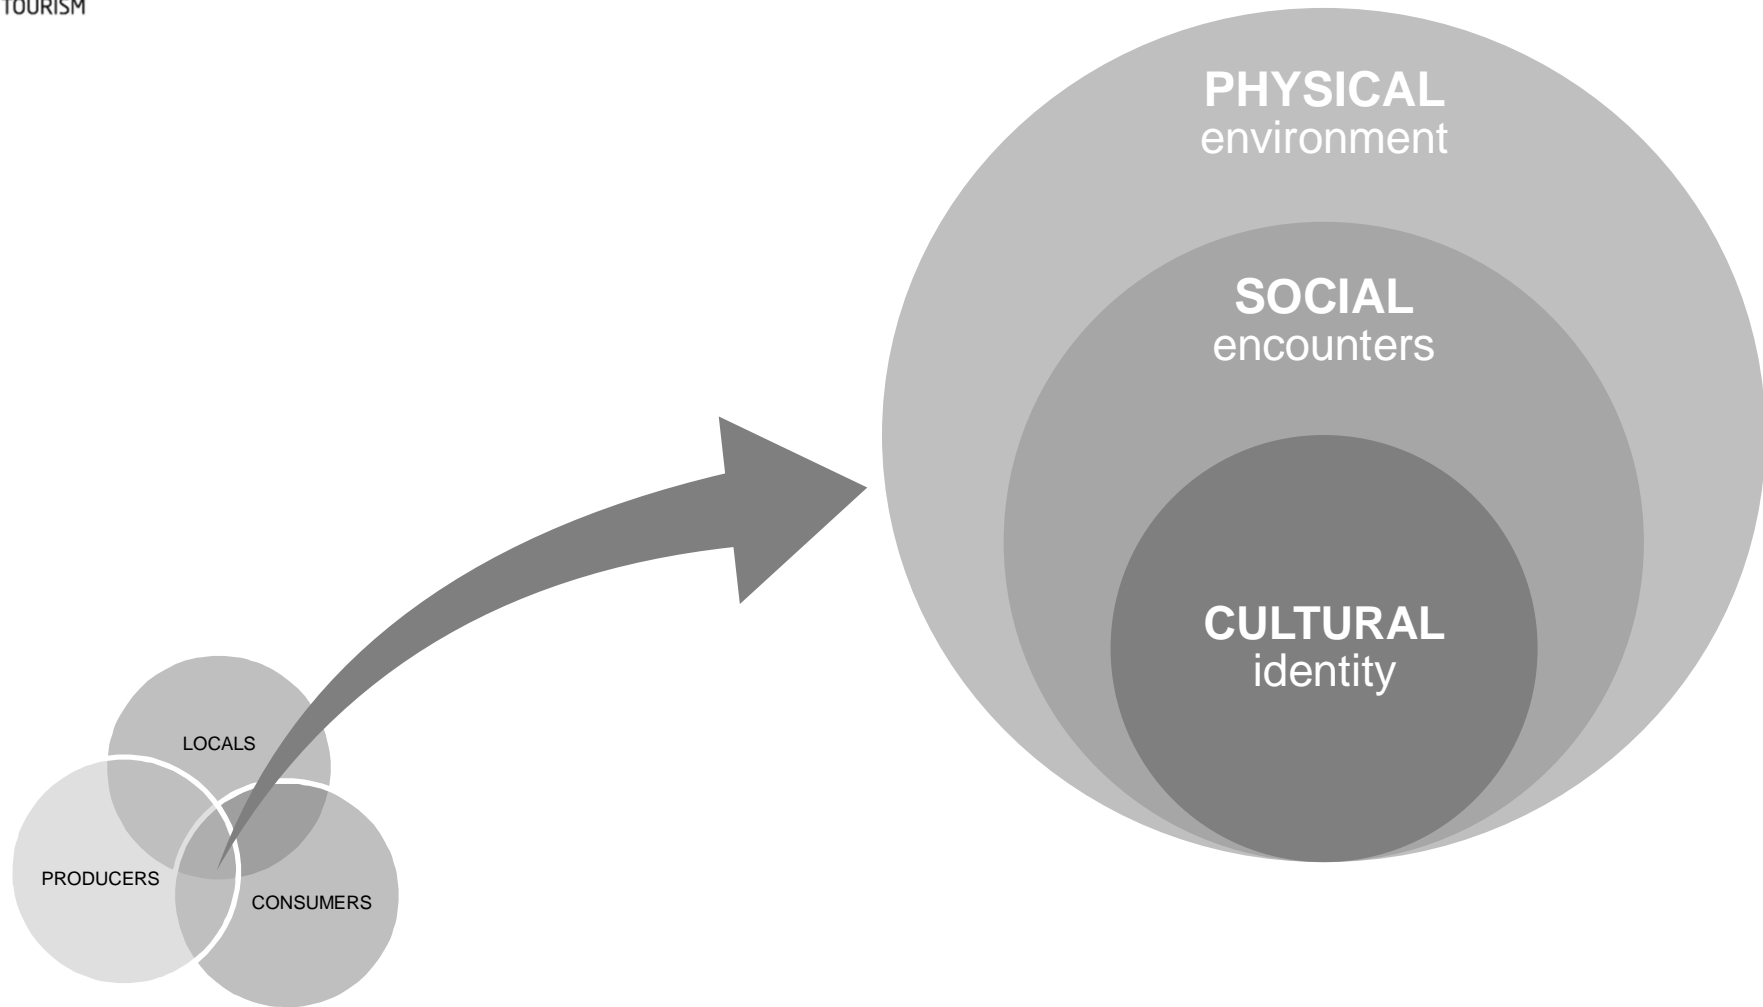 TOURISM
PHYSICAL
environment
SOCIAL
encounters
CULTURAL
identity
LOCALS
PRODUCERS
CONSUMERS